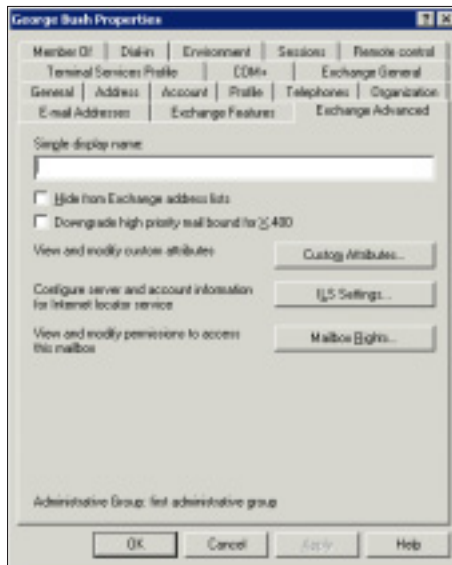 George Bush Properties
Member Of Dial-in Environment Sessions Remote control
Terminal Services Profile COM+ Exchange General
General Address Account Profile Telephones Organization
E-mail Addresses Exchange Features Exchange Advanced
Simple display name:
Hide from Exchange address lists
Downgrade high priority mail bound for X.400
View and modify custom attributes Custom Attributes...
Configure server and account information
for Internet locator service ILS Settings...
View and modify permissions to access
this mailbox Mailbox Rights...
Administrative Group: first administrative group
OK Cancel Apply Help